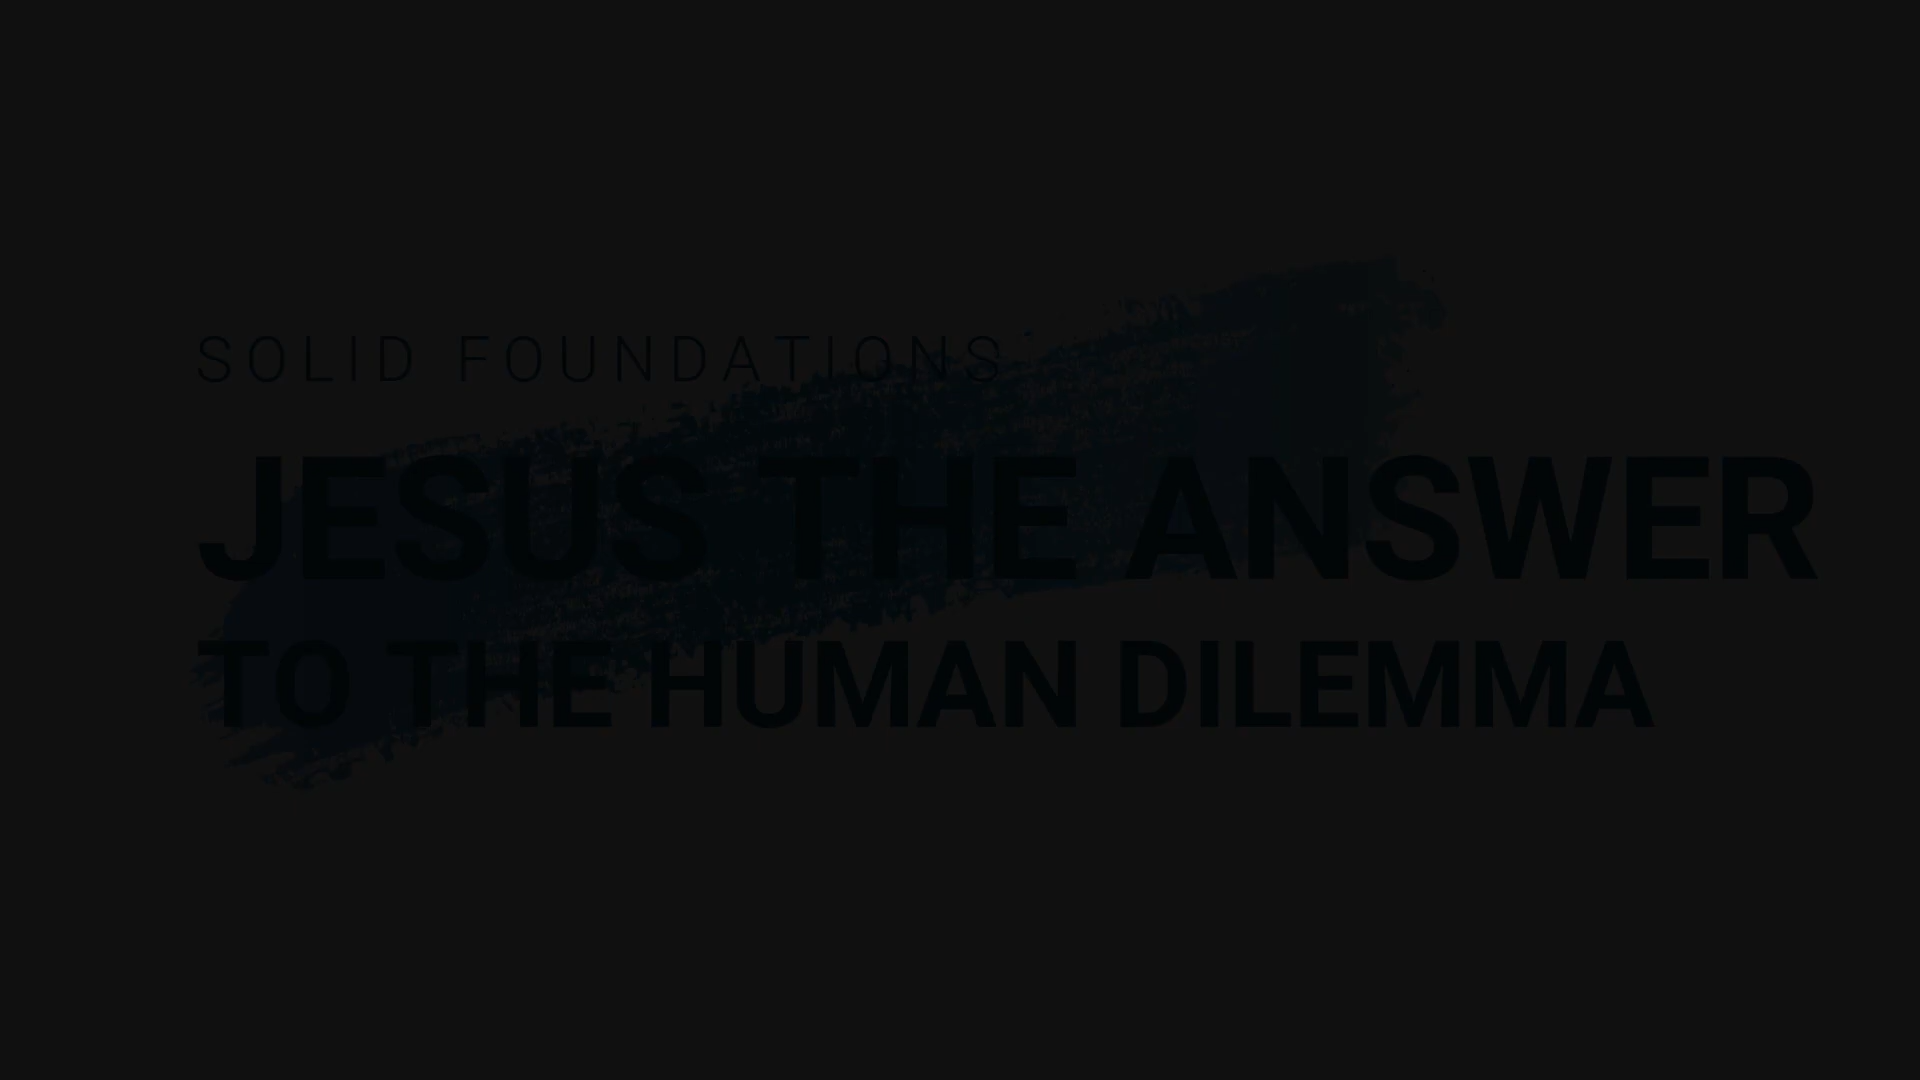 SOLID FOUNDATIONS
JESUS THE ANSWER
TO THE HUMAN DILEMMA